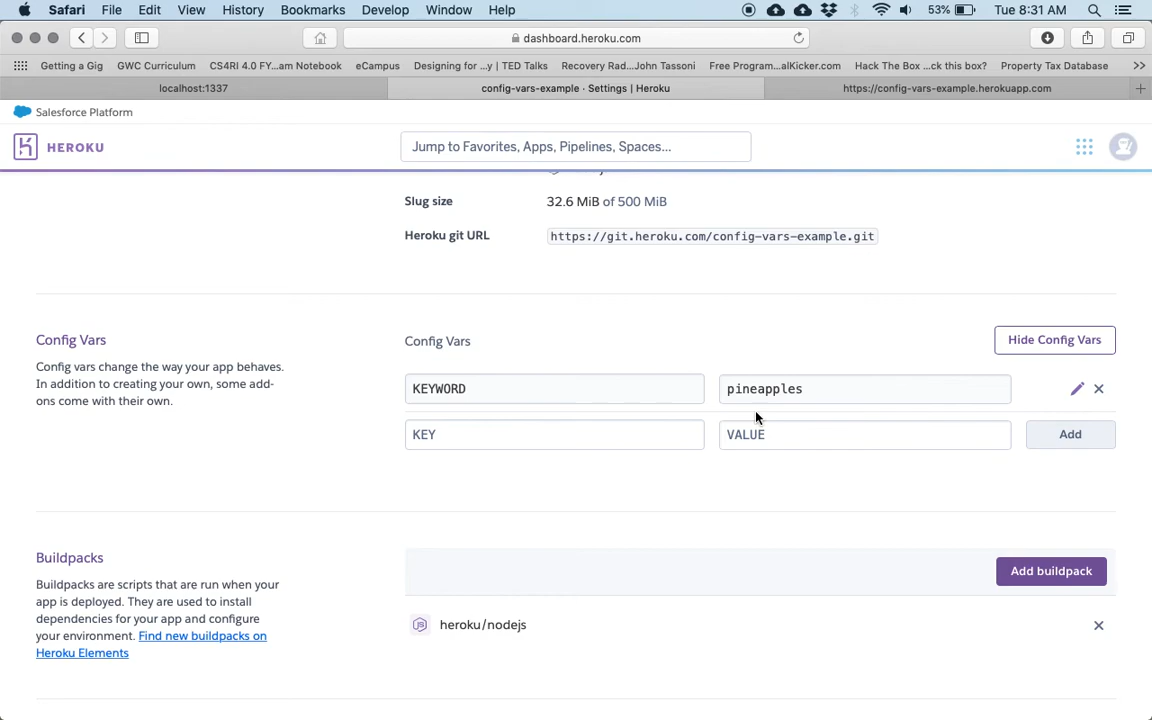 Safari File Edit View History Bookmarks Develop Window Help 53% Tue 8:31 AM
dashboard.heroku.com
Getting a Gig GWC Curriculum CS4RI 4.0 FY...am Notebook eCampus Designing for ...y | TED Talks Recovery Rad...John Tassoni Free Program...alKicker.com Hack The Box ...ck this box? Property Tax Database >>
localhost:1337 config-vars-example · Settings | Heroku https://config-vars-example.herokuapp.com +
Salesforce Platform
HEROKU Jump to Favorites, Apps, Pipelines, Spaces...
Slug size 32.6 MiB of 500 MiB
Heroku git URL https://git.heroku.com/config-vars-example.git
Config Vars
Config vars change the way your app behaves.
In addition to creating your own, some add-
ons come with their own.
Config Vars Hide Config Vars
KEYWORD pineapples
KEY VALUE Add
Buildpacks
Buildpacks are scripts that are run when your
app is deployed. They are used to install
dependencies for your app and configure
your environment. Find new buildpacks on
Heroku Elements
Add buildpack
heroku/nodejs